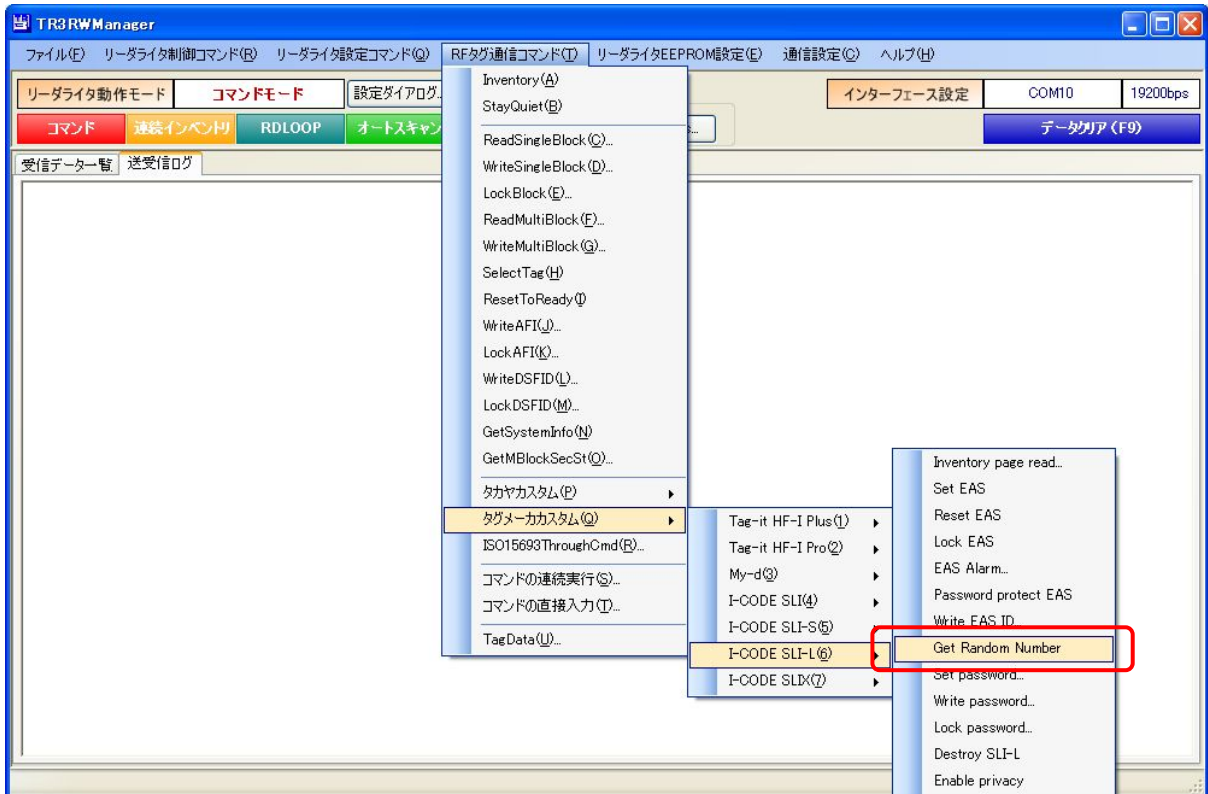 TR3RWManager
ファイル(F) リーダライタ制御コマンド(R) リーダライタ設定コマンド(Q) RFタグ通信コマンド(T) リーダライタEEPROM設定(E) 通信設定(C) ヘルプ(H)
リーダライタ動作モード コマンドモード 設定ダイアログ... インターフェース設定 COM10 19200bps
コマンド 連続インベントリ RDLOOP オートスキャン データクリア(F9)
受信データ一覧 送受信ログ
Inventory(A)
StayQuiet(B)
ReadSingleBlock(C)...
WriteSingleBlock(D)...
LockBlock(E)...
ReadMultiBlock(F)...
WriteMultiBlock(G)...
SelectTag(H)
ResetToReady(I)
WriteAFI(J)...
LockAFI(K)...
WriteDSFID(L)...
LockDSFID(M)...
GetSystemInfo(N)
GetMBlockSecSt(O)...
タカヤカスタム(P)
タグメーカカスタム(Q)
ISO15693ThroughCmd(R)...
コマンドの連続実行(S)...
コマンドの直接入力(T)...
TagData(U)...
Tag-it HF-I Plus(1)
Tag-it HF-I Pro(2)
My-d(3)
I-CODE SLI(4)
I-CODE SLI-S(5)
I-CODE SLI-L(6)
I-CODE SLIX(7)
Inventory page read...
Set EAS
Reset EAS
Lock EAS
EAS Alarm...
Password protect EAS
Write EAS ID...
Get Random Number
Set password...
Write password...
Lock password...
Destroy SLI-L
Enable privacy